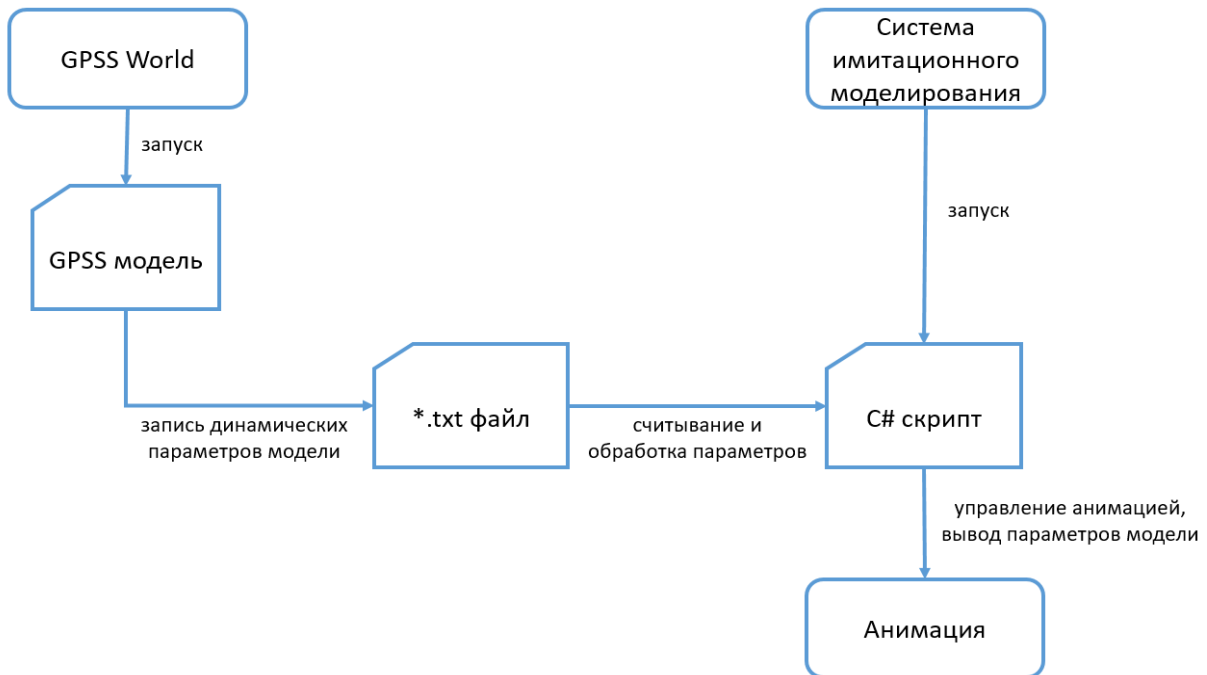 GPSS World
Система
имитационного
моделирования
запуск
GPSS модель
запуск
*.txt файл
C# скрипт
запись динамических
параметров модели
считывание и
обработка параметров
управление анимацией,
вывод параметров модели
Анимация